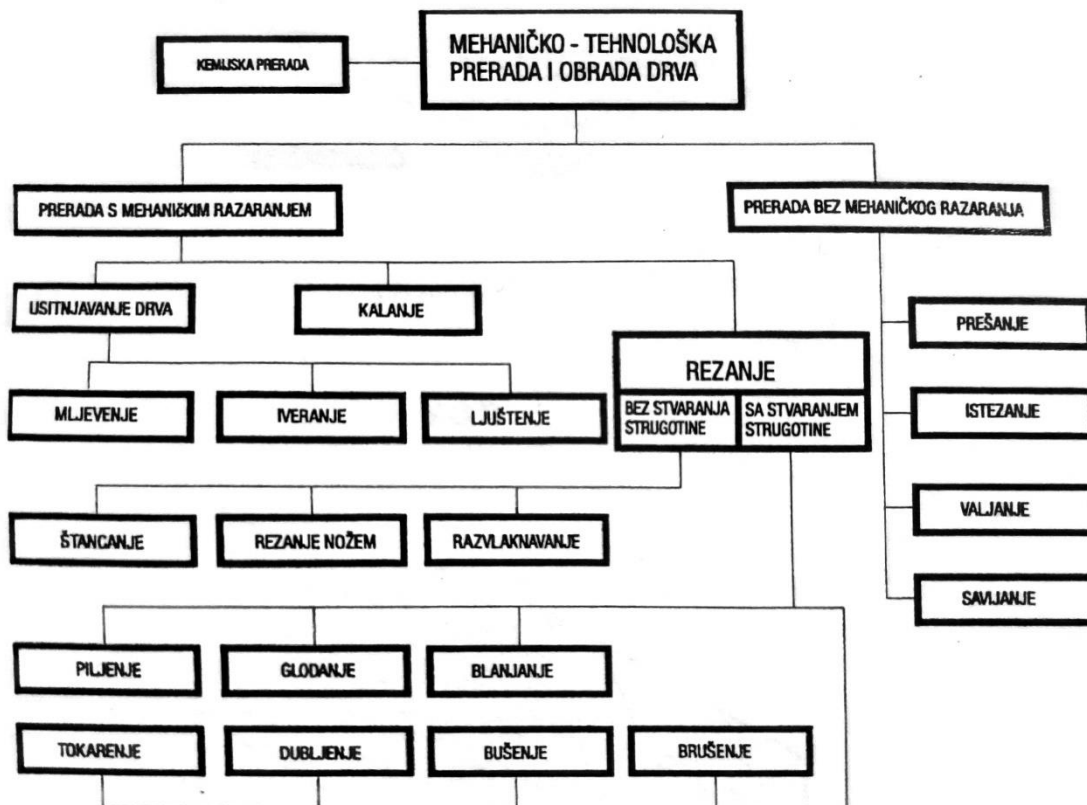 KEMIJSKA PRERADA
MEHANIČKO - TEHNOLOŠKA
PRERADA I OBRADA DRVA
PRERADA S MEHANIČKIM RAZARANJEM
PRERADA BEZ MEHANIČKOG RAZARANJA
USITNJAVANJE DRVA
KALANJE
PREŠANJE
REZANJE
BEZ STVARANJA
STRUGOTINE
SA STVARANJEM
STRUGOTINE
MLJEVENJE
IVERANJE
LJUŠTENJE
ISTEZANJE
ŠTANCANJE
REZANJE NOŽEM
RAZVLAKNAVANJE
VALJANJE
SAVIJANJE
PILJENJE
GLODANJE
BLANJANJE
TOKARENJE
DUBLJENJE
BUŠENJE
BRUŠENJE